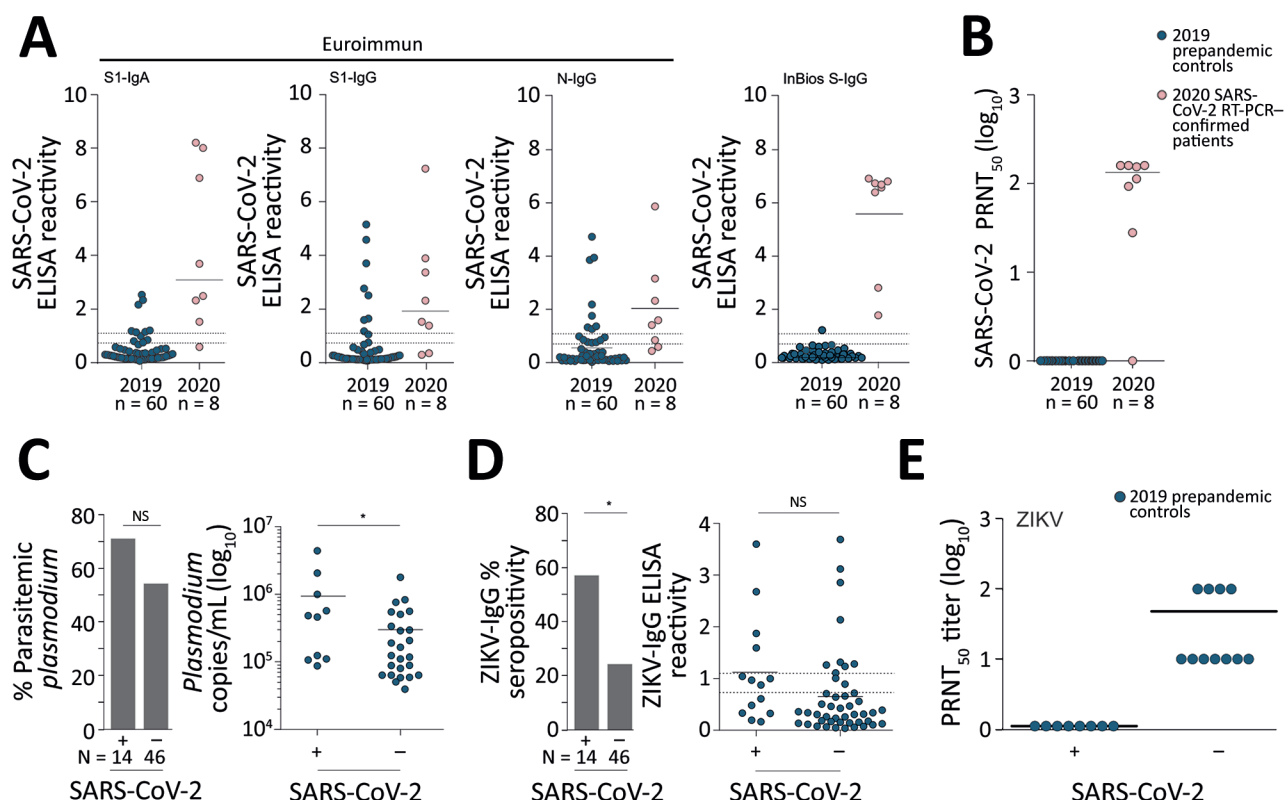 A
Euroimmun
S1-IgA
SARS-CoV-2
ELISA reactivity
10
8
6
4
2
0
2019
n = 60
2020
n = 8
S1-IgG
SARS-CoV-2
ELISA reactivity
10
8
6
4
2
0
2019
n = 60
2020
n = 8
N-IgG
SARS-CoV-2
ELISA reactivity
10
8
6
4
2
0
2019
n = 60
2020
n = 8
InBios S-IgG
SARS-CoV-2
ELISA reactivity
10
8
6
4
2
0
2019
n = 60
2020
n = 8
B
2019
prepandemic
controls
2020 SARS-
CoV-2 RT-PCR–
confirmed
patients
SARS-CoV-2 PRNT50 (log10)
3
2
1
0
2019
n = 60
2020
n = 8
C
% Parasitemic
plasmodium
80
60
40
20
0
NS
+
–
N = 14 46
SARS-CoV-2
Plasmodium
copies/mL (log10)
10^7
10^6
10^5
10^4
*
+
–
SARS-CoV-2
D
ZIKV-IgG %
seropositivity
80
60
40
20
0
*
+
–
N = 14 46
SARS-CoV-2
ZIKV-IgG ELISA
reactivity
4
3
2
1
0
NS
+
–
SARS-CoV-2
E
2019 prepandemic
controls
ZIKV
PRNT50 titer (log10)
3
2
1
0
+
–
SARS-CoV-2